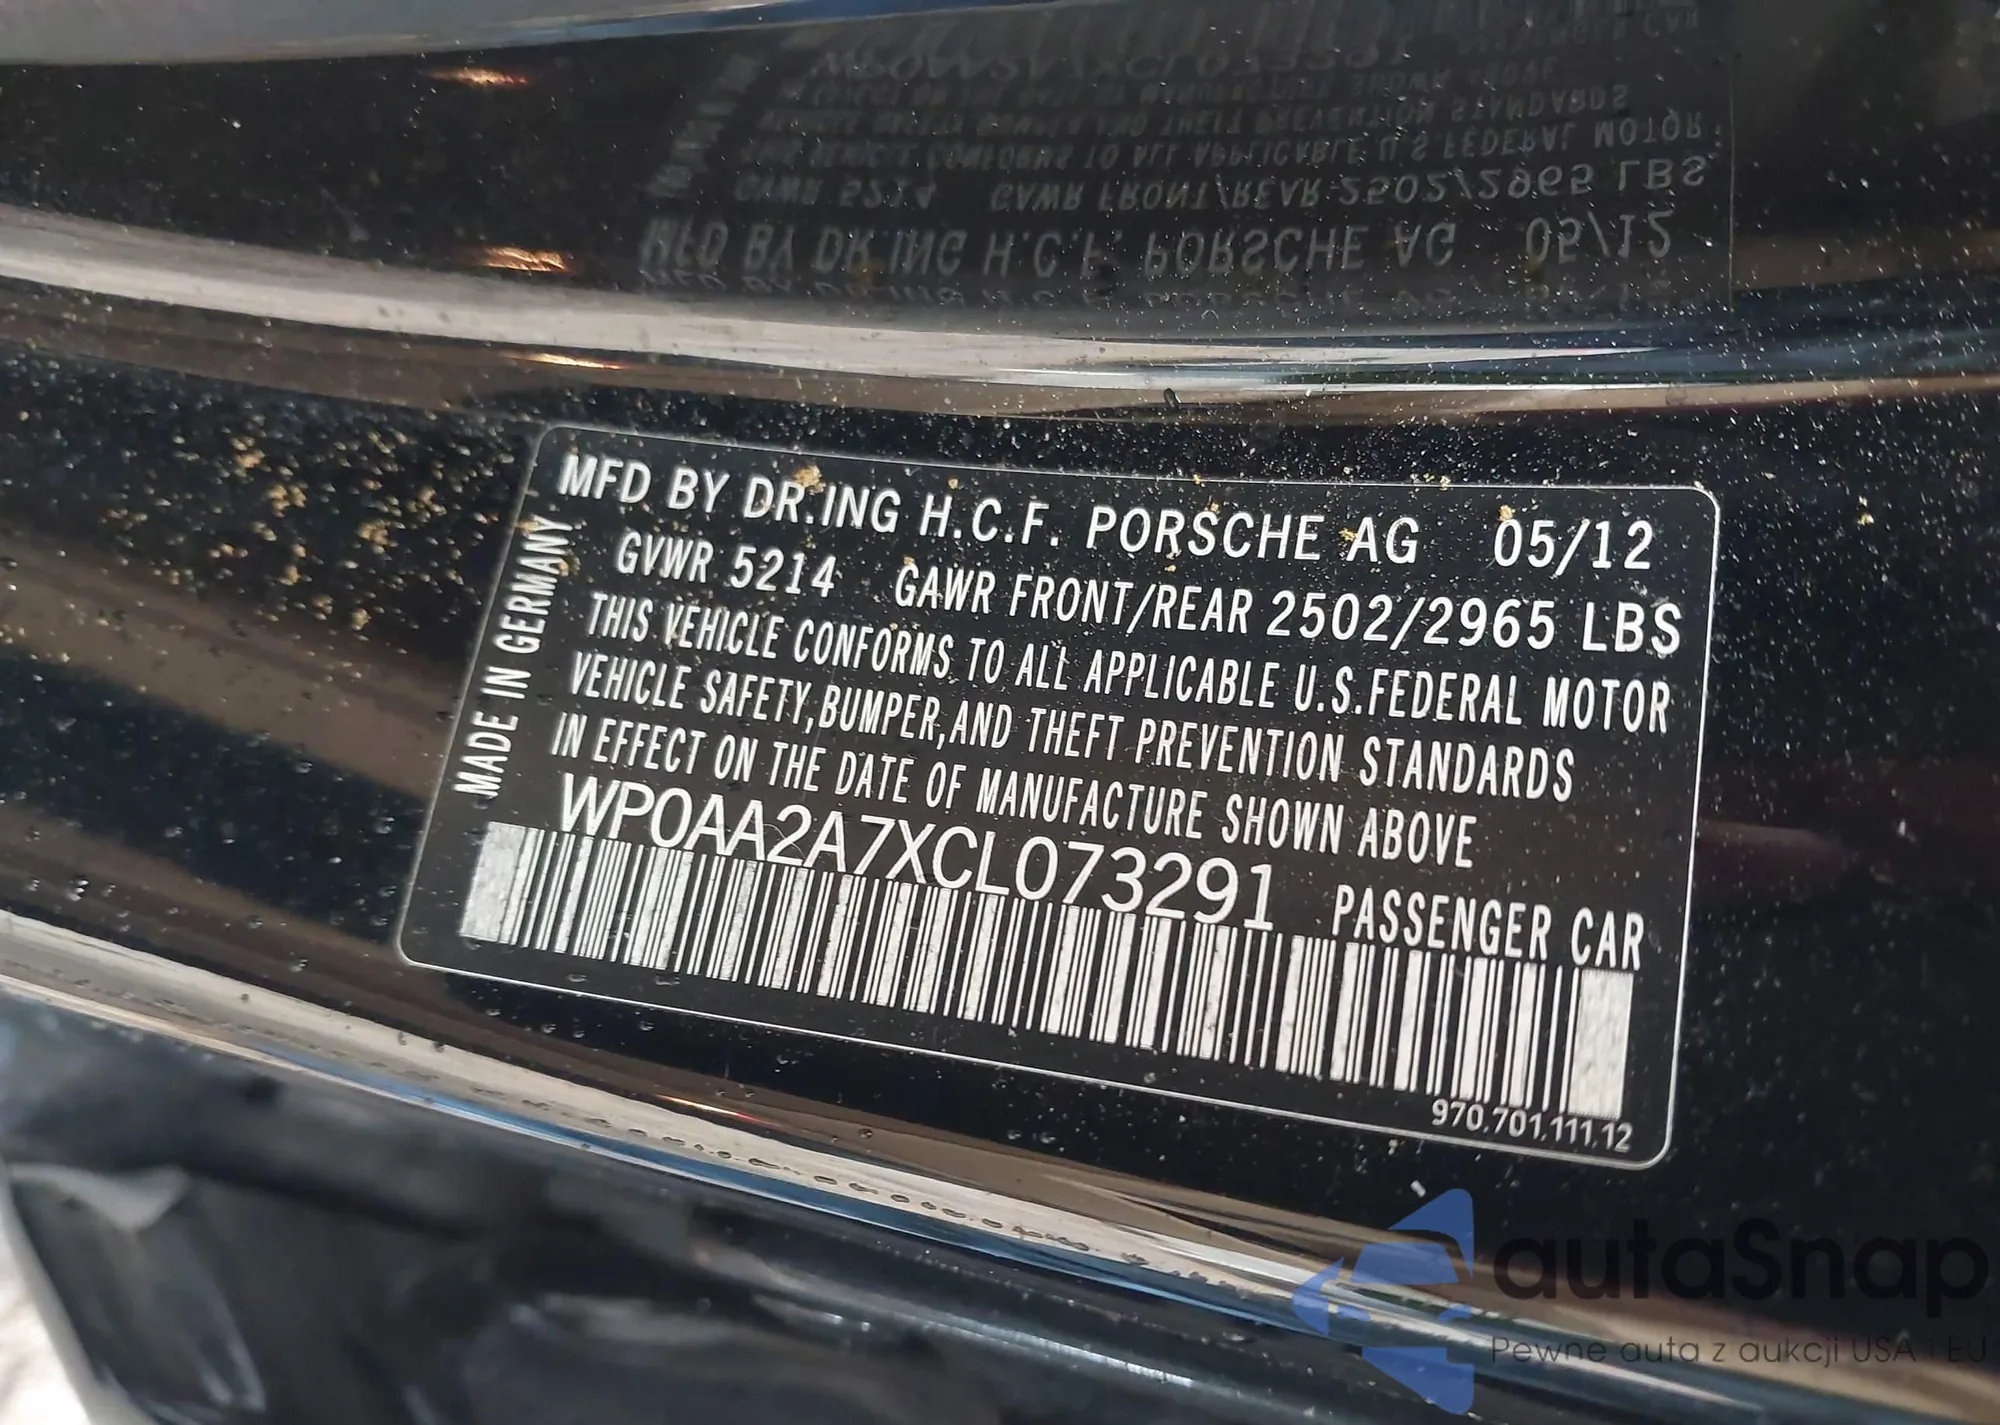 MFD BY DR.ING H.C.F. PORSCHE AG 05/12
GVWR 5214 GAWR FRONT/REAR 2502/2965 LBS
THIS VEHICLE CONFORMS TO ALL APPLICABLE U.S.FEDERAL MOTOR
VEHICLE SAFETY,BUMPER,AND THEFT PREVENTION STANDARDS
IN EFFECT ON THE DATE OF MANUFACTURE SHOWN ABOVE
WP0AA2A7XCL073291 PASSENGER CAR
MADE IN GERMANY
970.701.111.12
autaSnap
Pewne auta z aukcji USA i EU